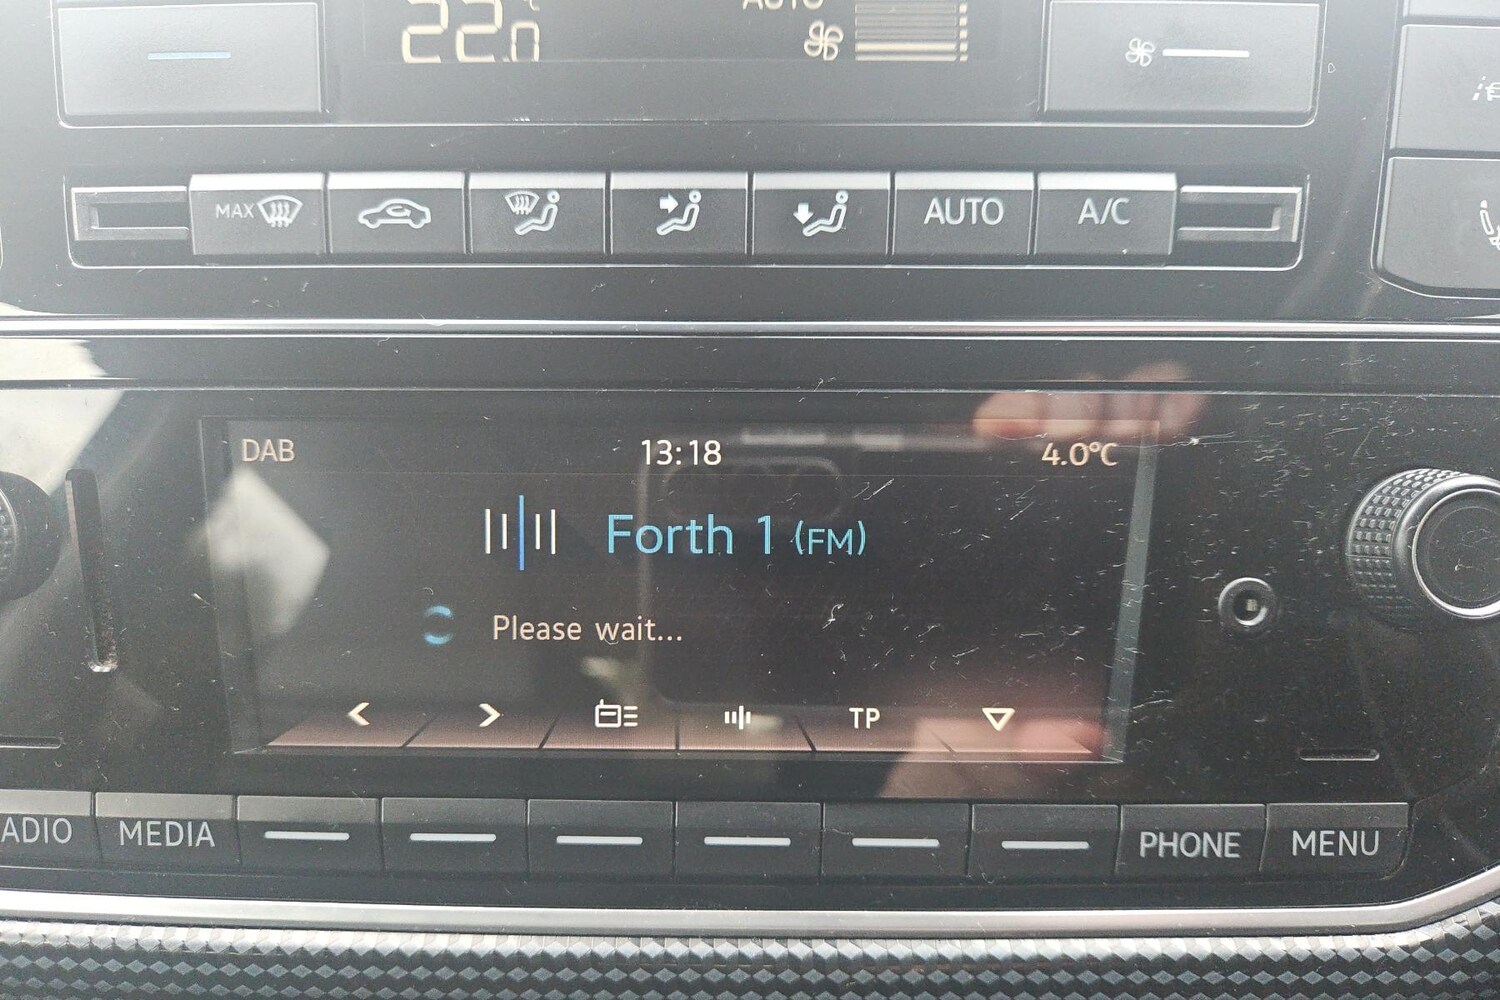 22.0 AUTO
MAX AUTO A/C
DAB 13:18 4.0°C
Forth 1 (FM)
Please wait...
TP
ADIO MEDIA PHONE MENU